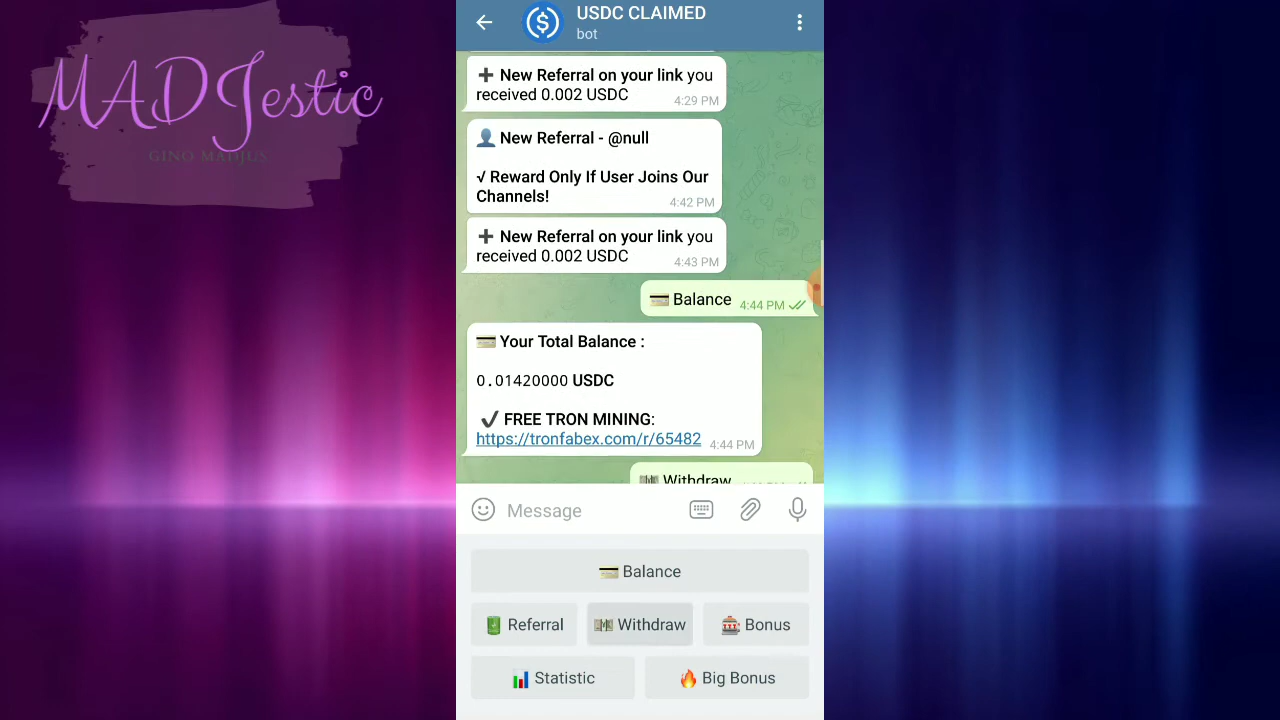 MADJestic
GINO MADJUS
USDC CLAIMED
bot
➕ New Referral on your link you
received 0.002 USDC
4:29 PM
👤 New Referral - @null
√ Reward Only If User Joins Our
Channels!
4:42 PM
➕ New Referral on your link you
received 0.002 USDC
4:43 PM
💳 Balance 4:44 PM
💳 Your Total Balance :
0.01420000 USDC
✔️ FREE TRON MINING:
https://tronfabex.com/r/65482 4:44 PM
💵 Withdraw
Message
💳 Balance
🔋 Referral
💵 Withdraw
🎰 Bonus
📊 Statistic
🔥 Big Bonus